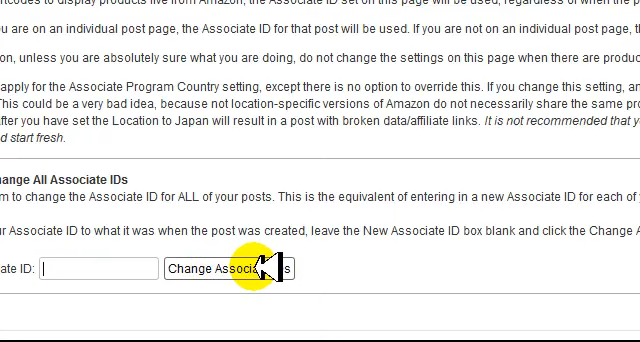 to display products live from Amazon, the Associate ID set on this page will be used, regardless of when the p
u are on an individual post page, the Associate ID for that post will be used. If you are not on an individual post page, t
on, unless you are absolutely sure what you are doing, do not change the settings on this page when there are produc
apply for the Associate Program Country setting, except there is no option to override this. If you change this setting, an
This could be a very bad idea, because not location-specific versions of Amazon do not necessarily share the same pro
after you have set the Location to Japan will result in a post with broken data/affiliate links. It is not recommended that y
d start fresh.
ange All Associate IDs
m to change the Associate ID for ALL of your posts. This is the equivalent of entering in a new Associate ID for each of y
r Associate ID to what it was when the post was created, leave the New Associate ID box blank and click the Change A
ate ID: Change Associa s